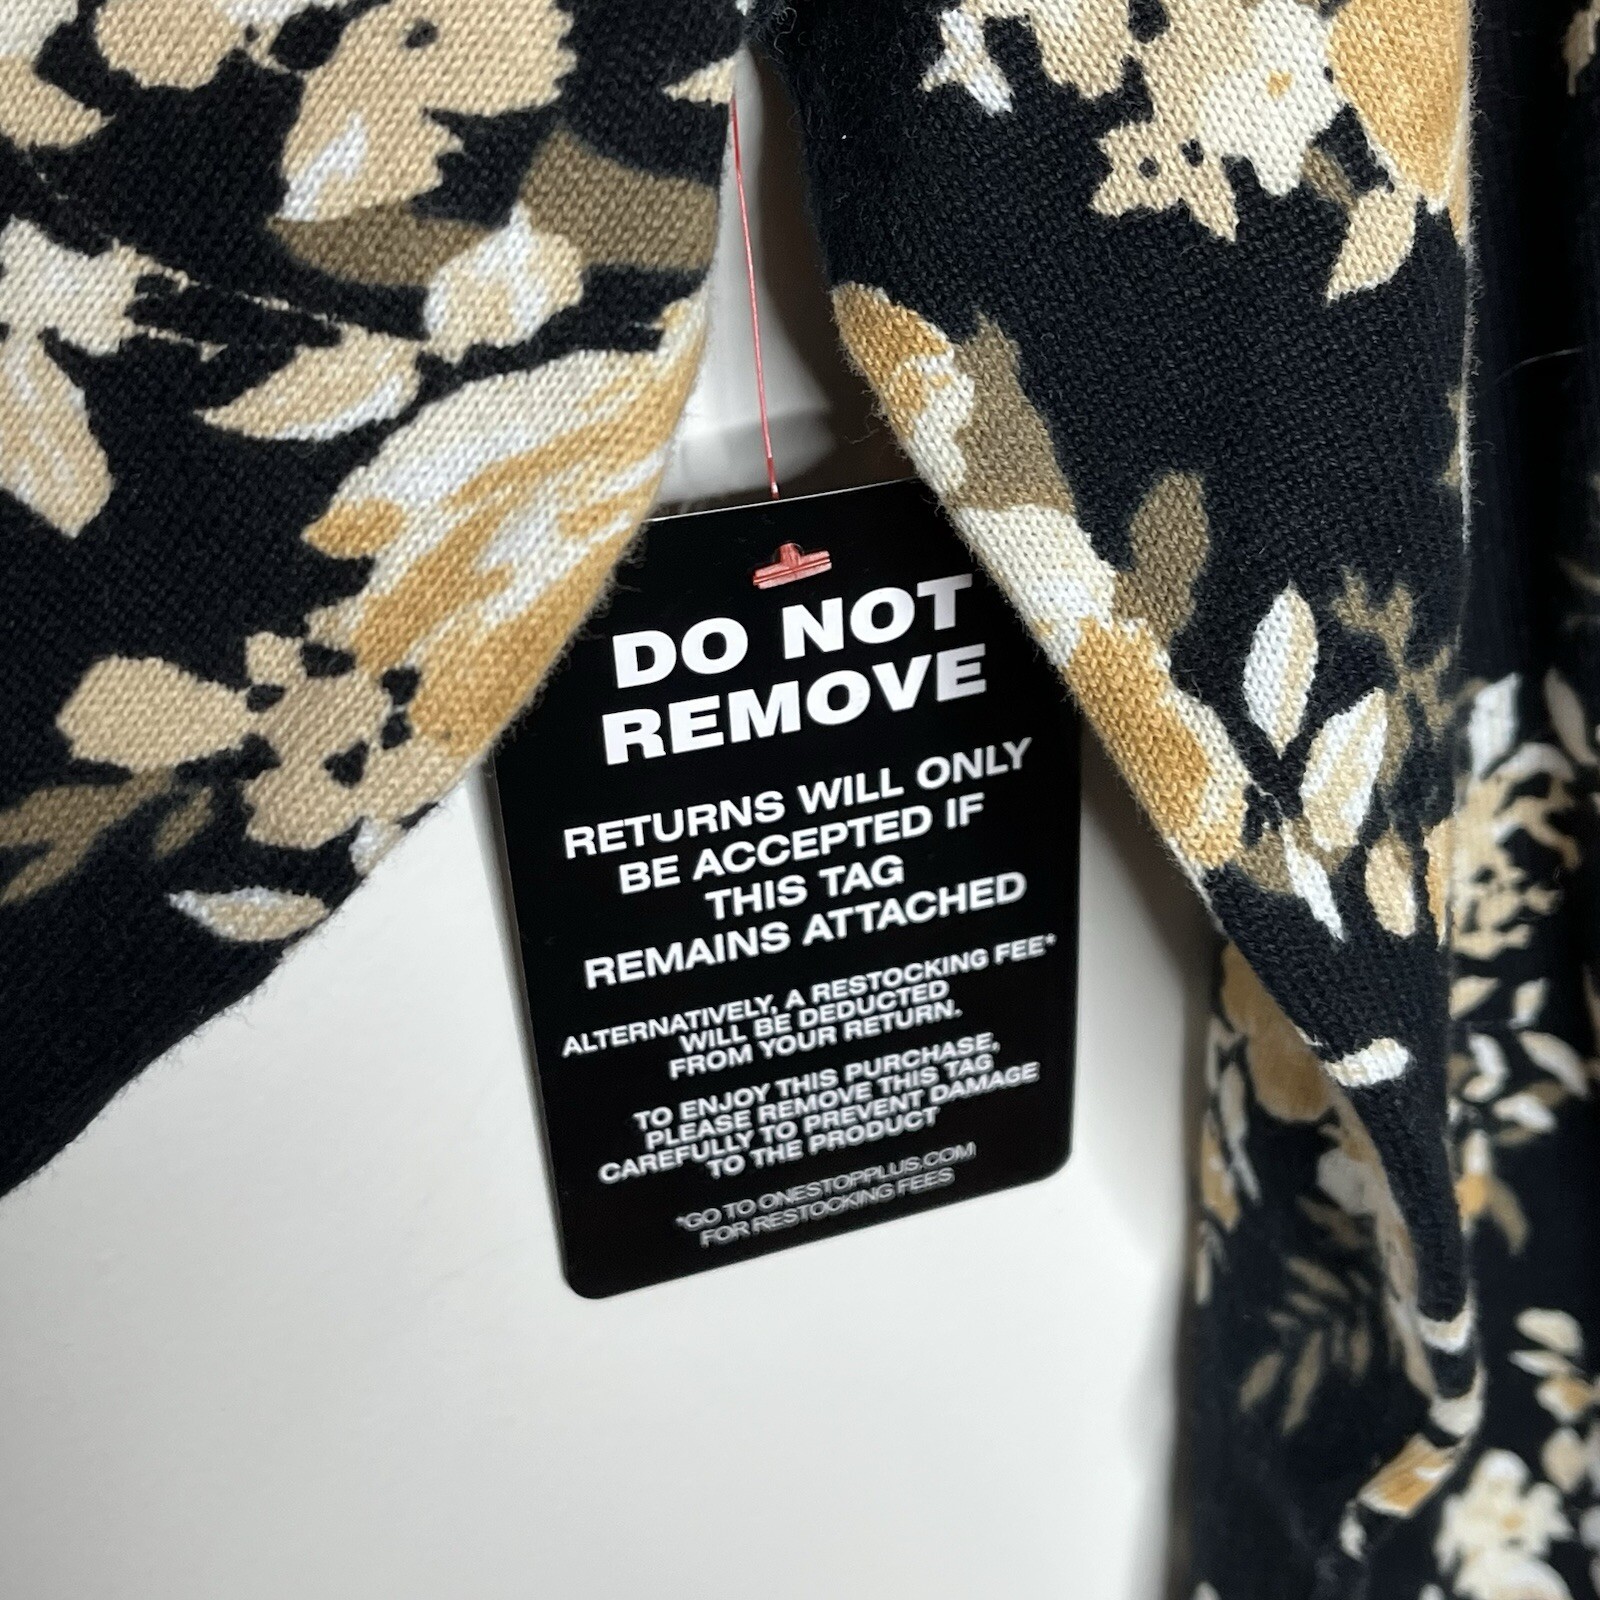 DO NOT
REMOVE
RETURNS WILL ONLY
BE ACCEPTED IF
THIS TAG
REMAINS ATTACHED
ALTERNATIVELY, A RESTOCKING FEE*
WILL BE DEDUCTED
FROM YOUR RETURN.
TO ENJOY THIS PURCHASE,
PLEASE REMOVE THIS TAG
CAREFULLY TO PREVENT DAMAGE
TO THE PRODUCT
*GO TO ONESTOPPLUS.COM
FOR RESTOCKING FEES